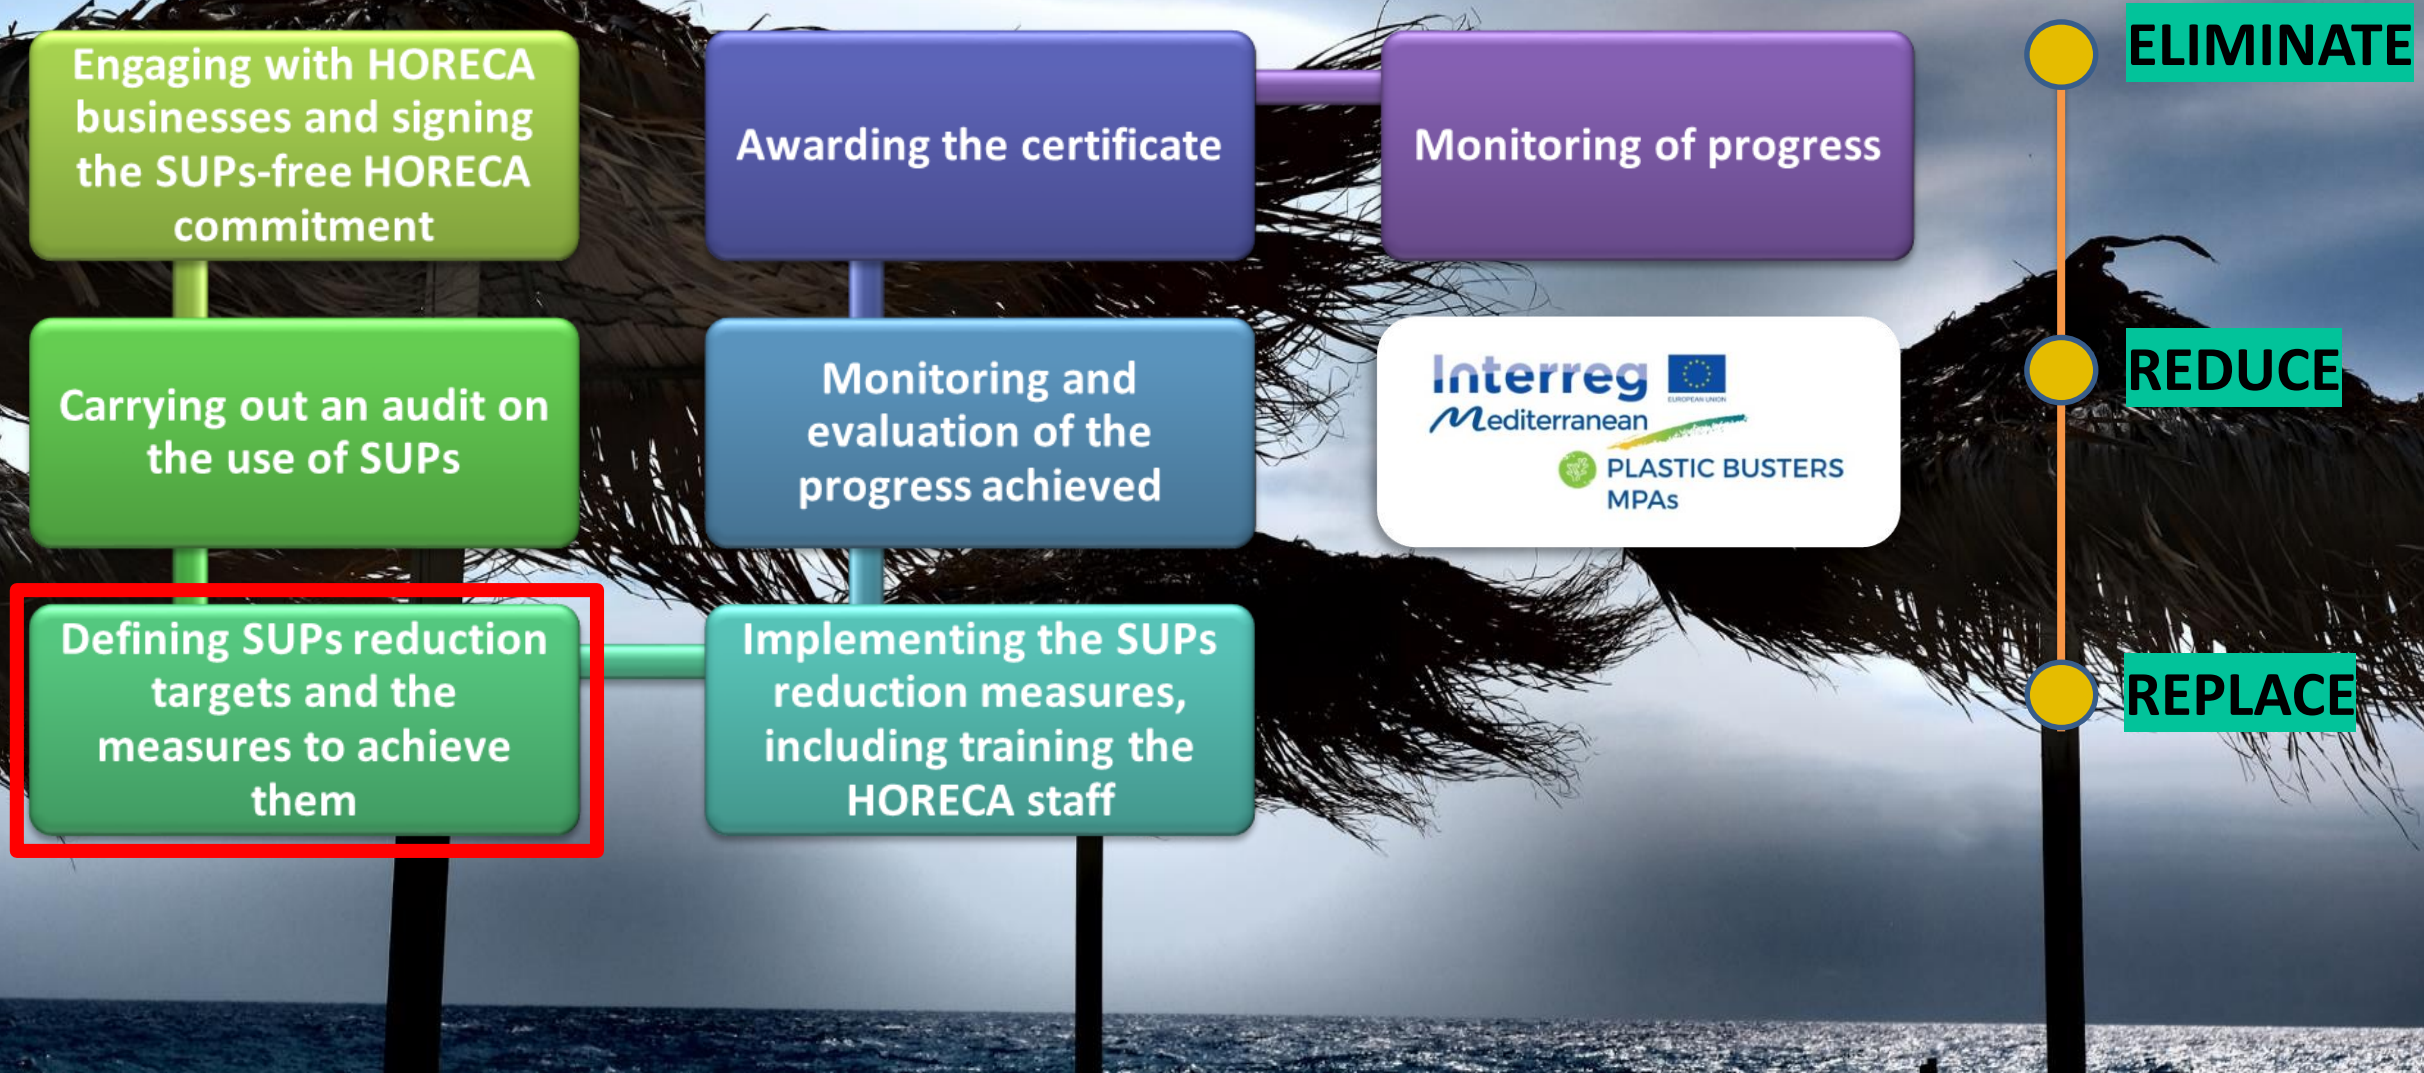 Engaging with HORECA
businesses and signing
the SUPs-free HORECA
commitment
Carrying out an audit on
the use of SUPs
Defining SUPs reduction
targets and the
measures to achieve
them
Implementing the SUPs
reduction measures,
including training the
HORECA staff
Monitoring and
evaluation of the
progress achieved
Awarding the certificate
Monitoring of progress
Interreg
EUROPEAN UNION
Mediterranean
PLASTIC BUSTERS
MPAs
ELIMINATE
REDUCE
REPLACE